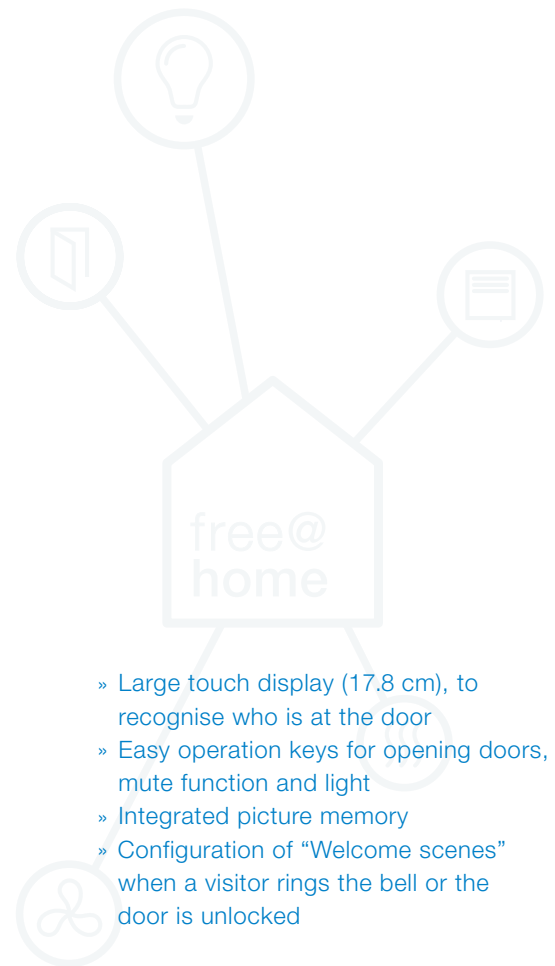 free@
home
» Large touch display (17.8 cm), to
recognise who is at the door
» Easy operation keys for opening doors,
mute function and light
» Integrated picture memory
» Configuration of “Welcome scenes”
when a visitor rings the bell or the
door is unlocked